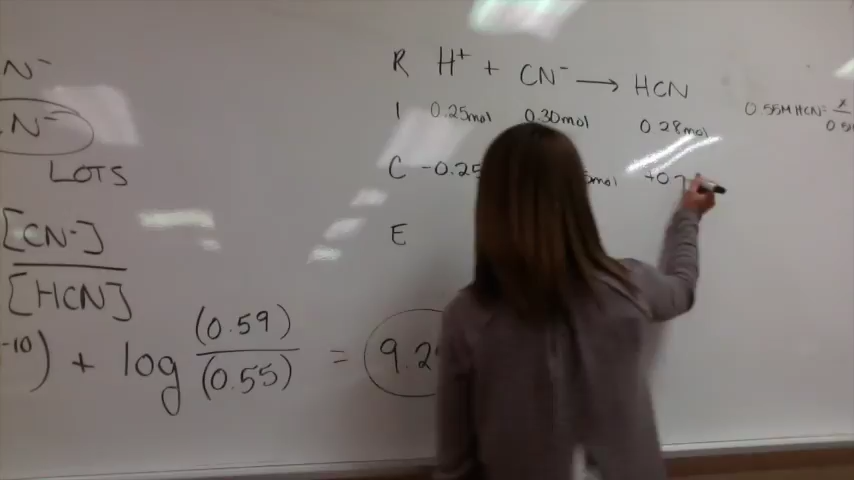 N⁻
N⁻
LOTS
[CN⁻]
[HCN]
-10) + log (0.59)/(0.55) = 9.2
R H⁺ + CN⁻ → HCN
I 0.25mol 0.30mol 0.28mol
C -0.25 mol +0.
E
0.55M HCN = x